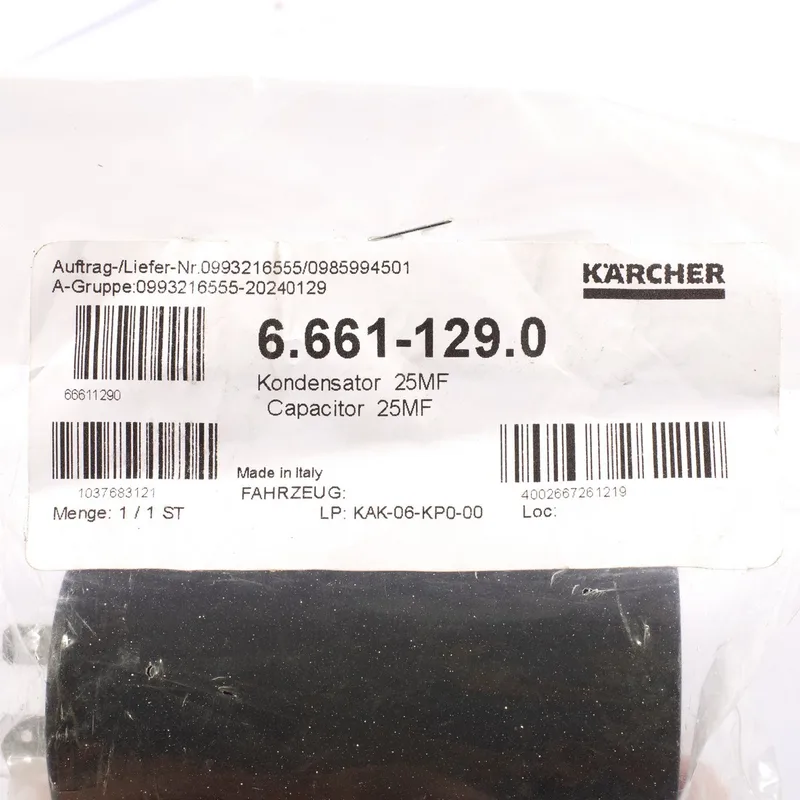 Auftrag-/Liefer-Nr.0993216555/0985994501
A-Gruppe:0993216555-20240129
KÄRCHER
6.661-129.0
66611290
Kondensator 25MF
Capacitor 25MF
1037683121
Made in Italy
4002667261219
FAHRZEUG:
Menge: 1 / 1 ST
LP: KAK-06-KP0-00
Loc: